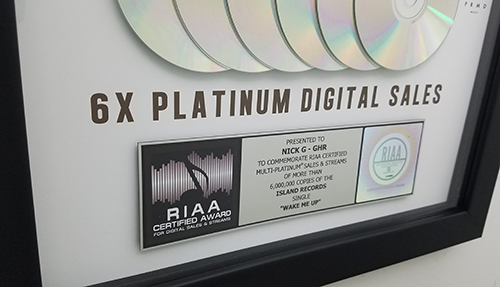 PRMD
6X PLATINUM DIGITAL SALES
PRESENTED TO
NICK G - GHR
TO COMMEMORATE RIAA CERTIFIED
MULTI-PLATINUM® SALES & STREAMS
OF MORE THAN
6,000,000 COPIES OF THE
ISLAND RECORDS
SINGLE
"WAKE ME UP"
RIAA
CERTIFIED AWARD
FOR DIGITAL SALES & STREAMS
RIAA